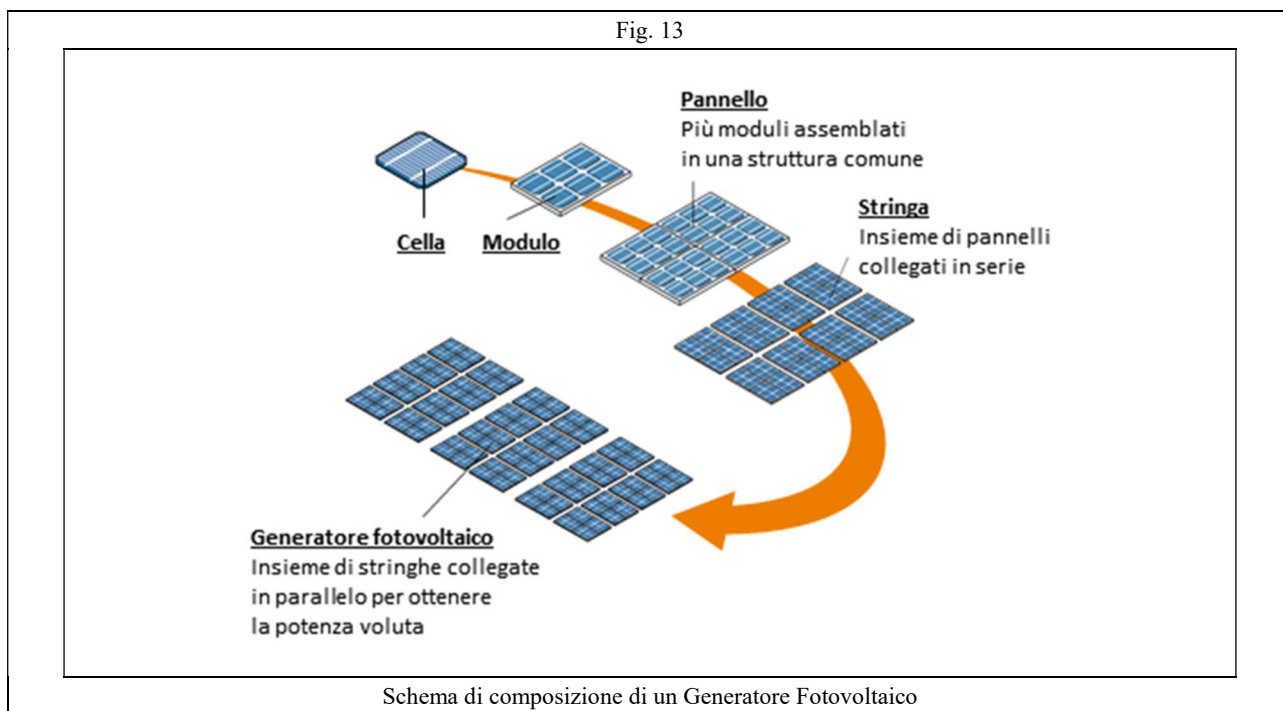 Fig. 13
Pannello
Più moduli assemblati
in una struttura comune
Stringa
Insieme di pannelli
collegati in serie
Cella
Modulo
Generatore fotovoltaico
Insieme di stringhe collegate
in parallelo per ottenere
la potenza voluta
Schema di composizione di un Generatore Fotovoltaico